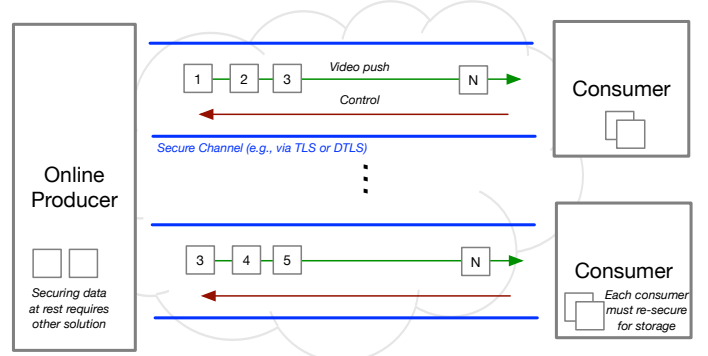 Online
Producer
Securing data
at rest requires
other solution
Video push
1
2
3
N
Control
Secure Channel (e.g., via TLS or DTLS)
Consumer
3
4
5
N
Consumer
Each consumer
must re-secure
for storage